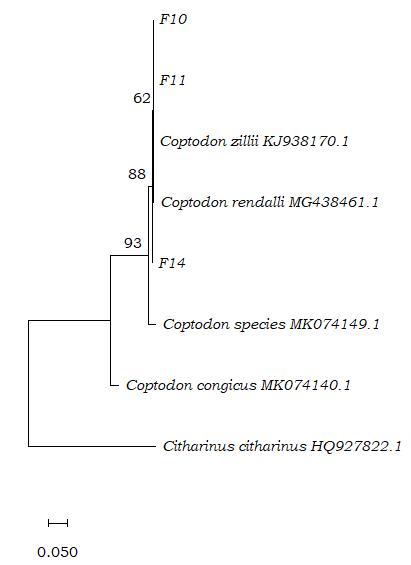 F10
F11
62
Coptodon zillii KJ938170.1
88
Coptodon rendalli MG438461.1
93
F14
Coptodon species MK074149.1
Coptodon congicus MK074140.1
Citharinus citharinus HQ927822.1
0.050